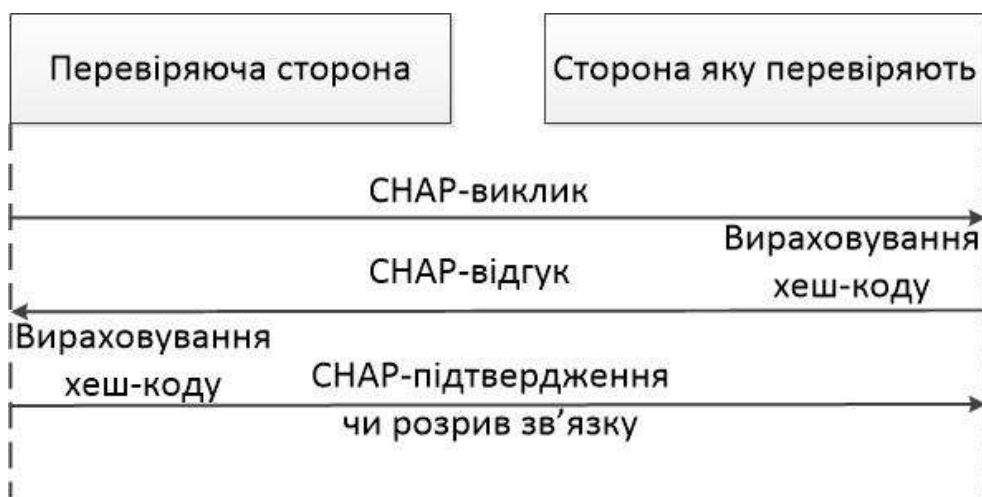 Перевіряюча сторона
Сторона яку перевіряють
CHAP-виклик
Вираховування
хеш-коду
CHAP-відгук
Вираховування
хеш-коду
CHAP-підтвердження
чи розрив зв’язку